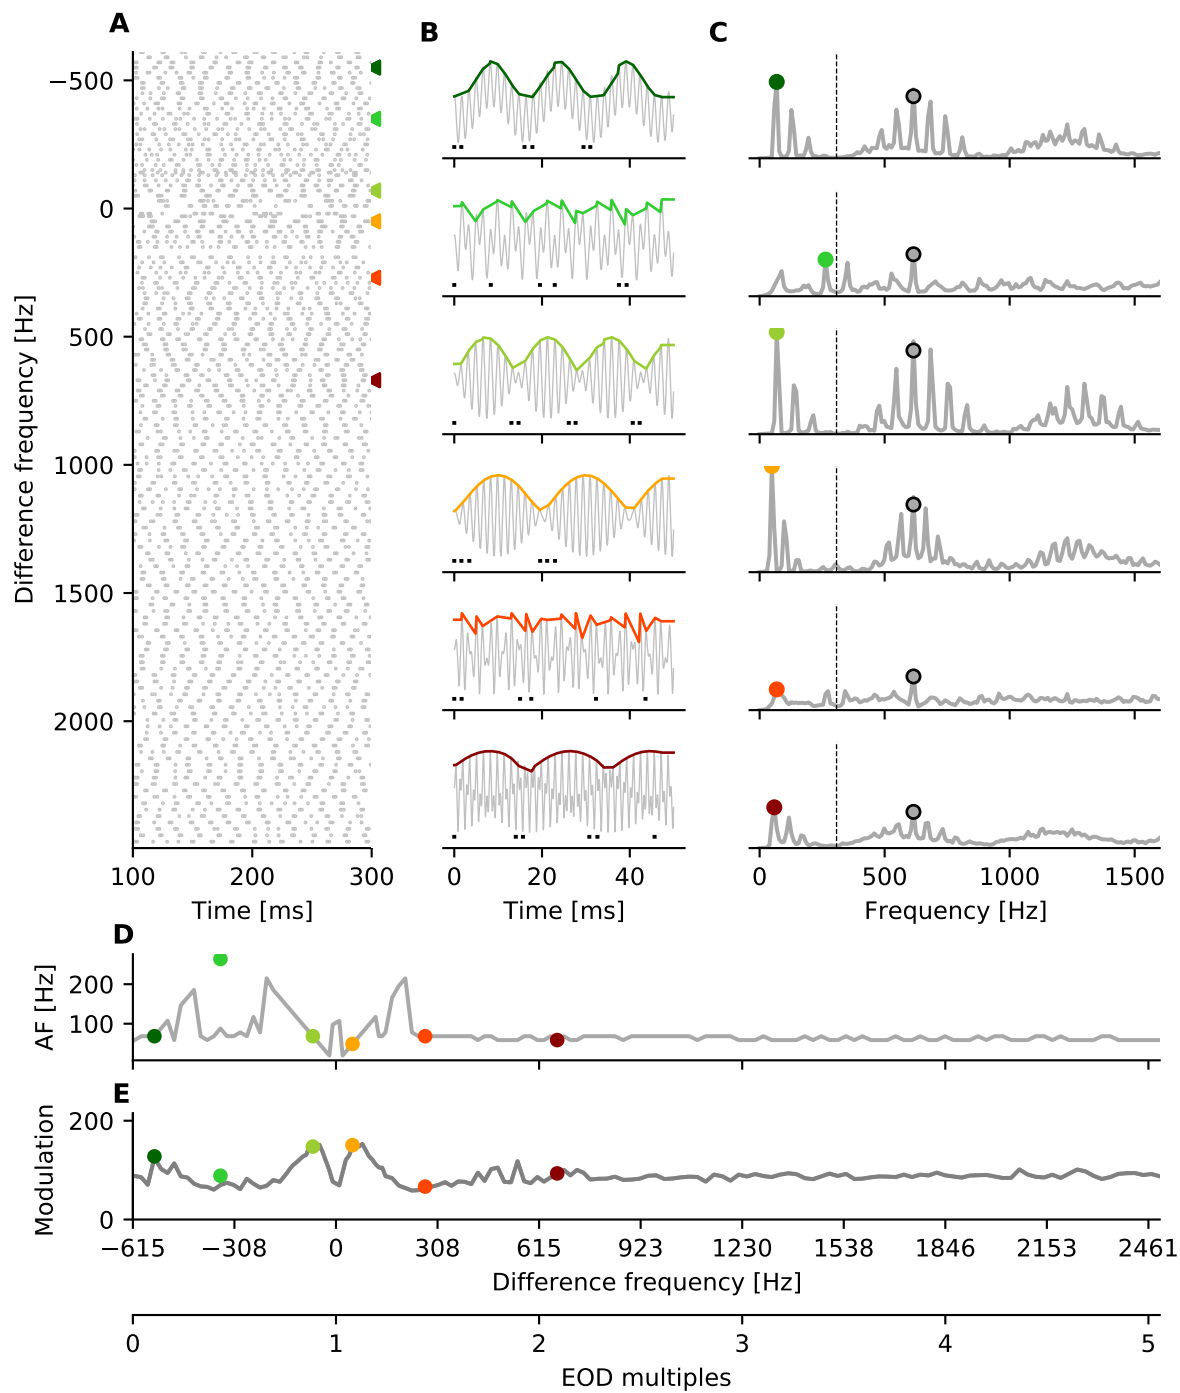 A
B
C
−500
0
500
1000
1500
2000
Difference frequency [Hz]
100 200 300
Time [ms]
0 20 40
Time [ms]
0 500 1000 1500
Frequency [Hz]
D
200
100
AF [Hz]
E
200
0
Modulation
−615 −308 0 308 615 923 1230 1538 1846 2153 2461
Difference frequency [Hz]
0 1 2 3 4 5
EOD multiples